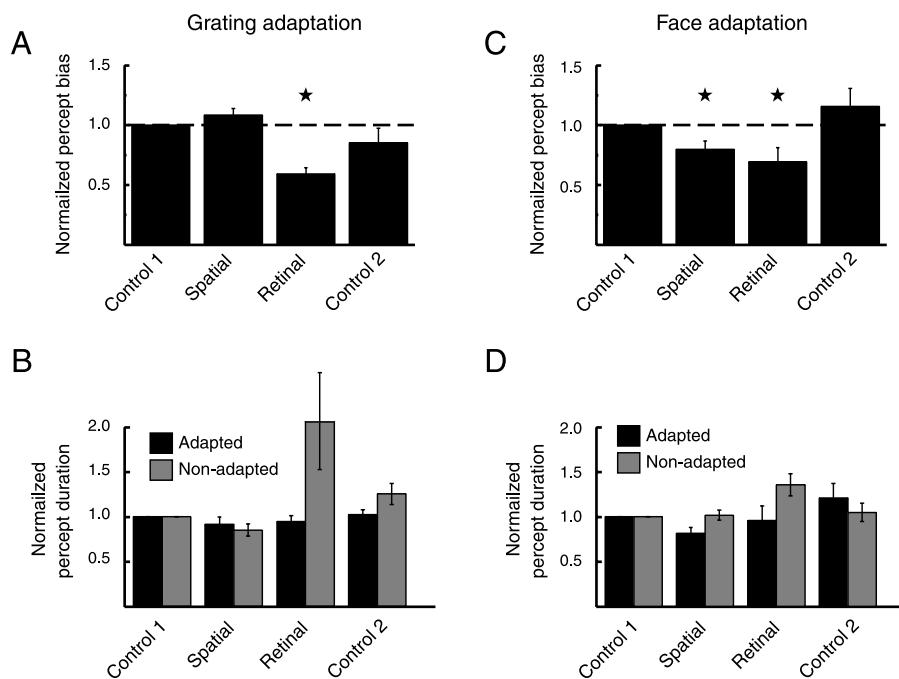 Grating adaptation
A
Normailzed percept bias
1.5
1.0
0.5
★
Control 1
Spatial
Retinal
Control 2
Face adaptation
C
Normailzed percept bias
1.5
1.0
0.5
★ ★
Control 1
Spatial
Retinal
Control 2
B
Normailzed
percept duration
2.0
1.5
1.0
0.5
Adapted
Non-adapted
Control 1
Spatial
Retinal
Control 2
D
Normailzed
percept duration
2.0
1.5
1.0
0.5
Adapted
Non-adapted
Control 1
Spatial
Retinal
Control 2